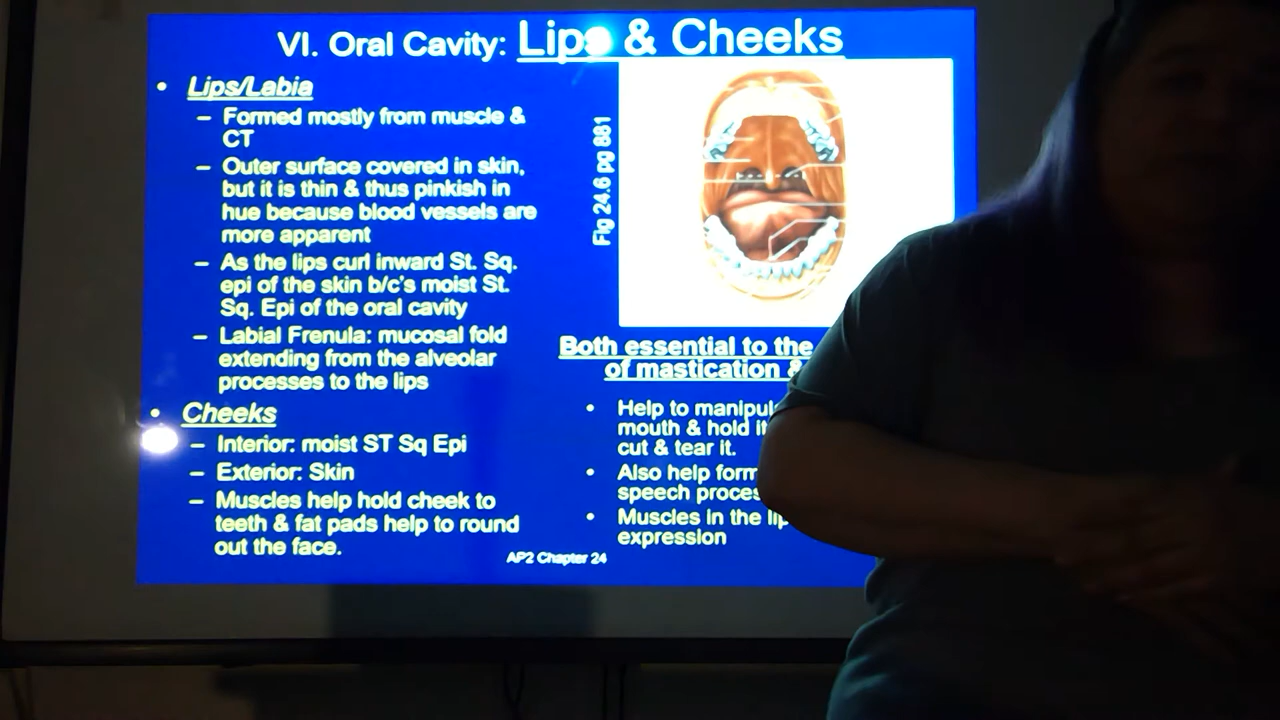 VI. Oral Cavity: Lips & Cheeks
• Lips/Labia
– Formed mostly from muscle &
CT
– Outer surface covered in skin,
but it is thin & thus pinkish in
hue because blood vessels are
more apparent
– As the lips curl inward St. Sq.
epi of the skin b/c's moist St.
Sq. Epi of the oral cavity
– Labial Frenula: mucosal fold
extending from the alveolar
processes to the lips
• Cheeks
– Interior: moist ST Sq Epi
– Exterior: Skin
– Muscles help hold cheek to
teeth & fat pads help to round
out the face.
Fig 24.6 pg 881
Both essential to the
of mastication &
• Help to
mouth & hold it
cut & tear it.
• Also help form
speech
• Muscles in the
expression
AP2 Chapter 24